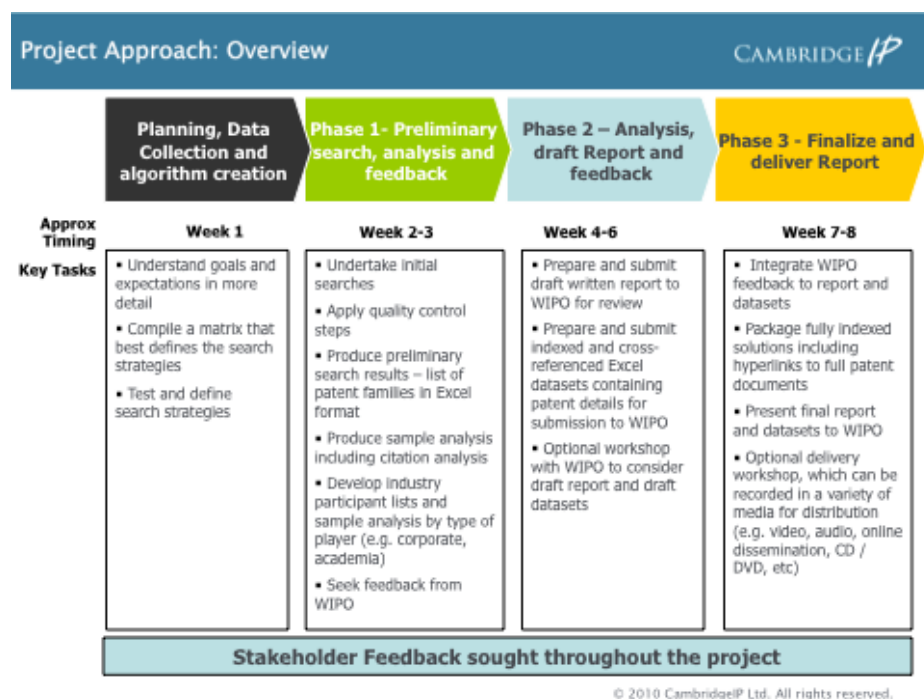 Project Approach: Overview
CAMBRIDGE IP
Planning, Data
Collection and
algorithm creation
Phase 1- Preliminary
search, analysis and
feedback
Phase 2 – Analysis,
draft Report and
feedback
Phase 3 - Finalize and
deliver Report
Approx
Timing
Week 1
Week 2-3
Week 4-6
Week 7-8
Key Tasks
▪ Understand goals and
expectations in more
detail
▪ Compile a matrix that
best defines the search
strategies
▪ Test and define
search strategies
▪ Undertake initial
searches
▪ Apply quality control
steps
▪ Produce preliminary
search results – list of
patent families in Excel
format
▪ Produce sample analysis
including citation analysis
▪ Develop industry
participant lists and
sample analysis by type of
player (e.g. corporate,
academia)
▪ Seek feedback from
WIPO
▪ Prepare and submit
draft written report to
WIPO for review
▪ Prepare and submit
indexed and cross-
referenced Excel
datasets containing
patent details for
submission to WIPO
▪ Optional workshop
with WIPO to consider
draft report and draft
datasets
▪ Integrate WIPO
feedback to report and
datasets
▪ Package fully indexed
solutions including
hyperlinks to full patent
documents
▪ Present final report
and datasets to WIPO
▪ Optional delivery
workshop, which can be
recorded in a variety of
media for distribution
(e.g. video, audio, online
dissemination, CD /
DVD, etc)
Stakeholder Feedback sought throughout the project
© 2010 CambridgeIP Ltd. All rights reserved.